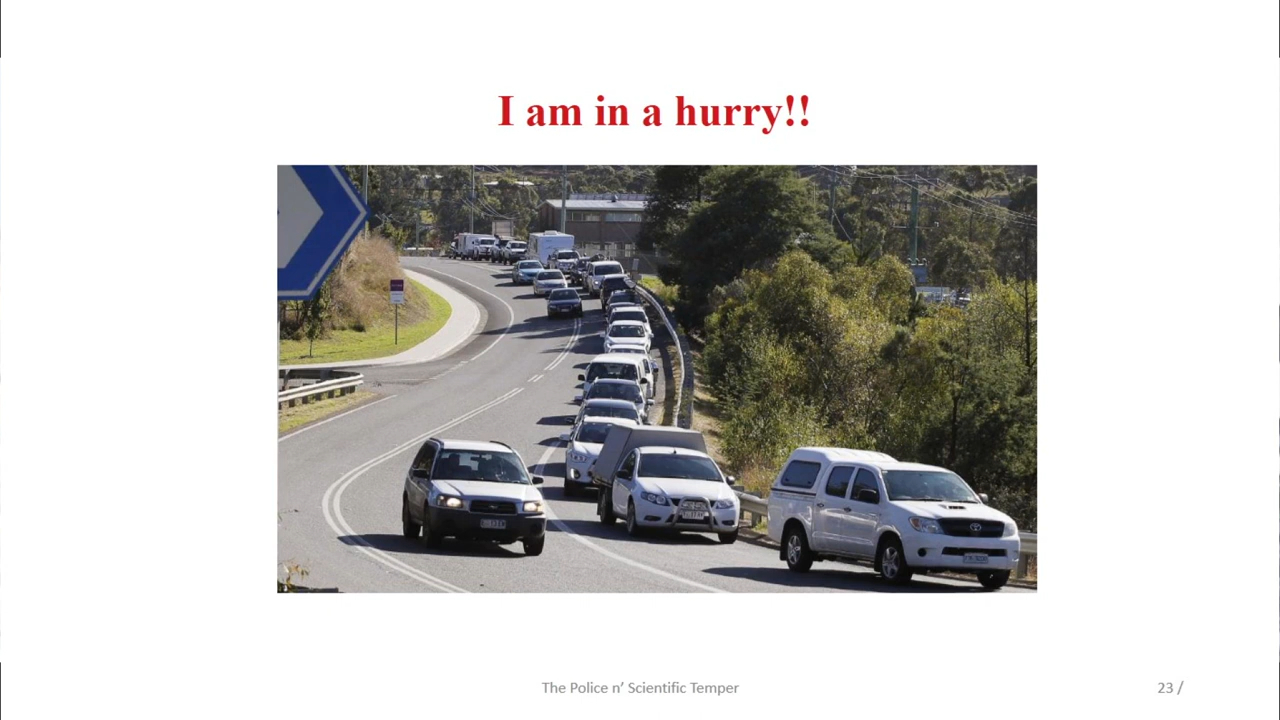 I am in a hurry!!
The Police n’ Scientific Temper
23 /